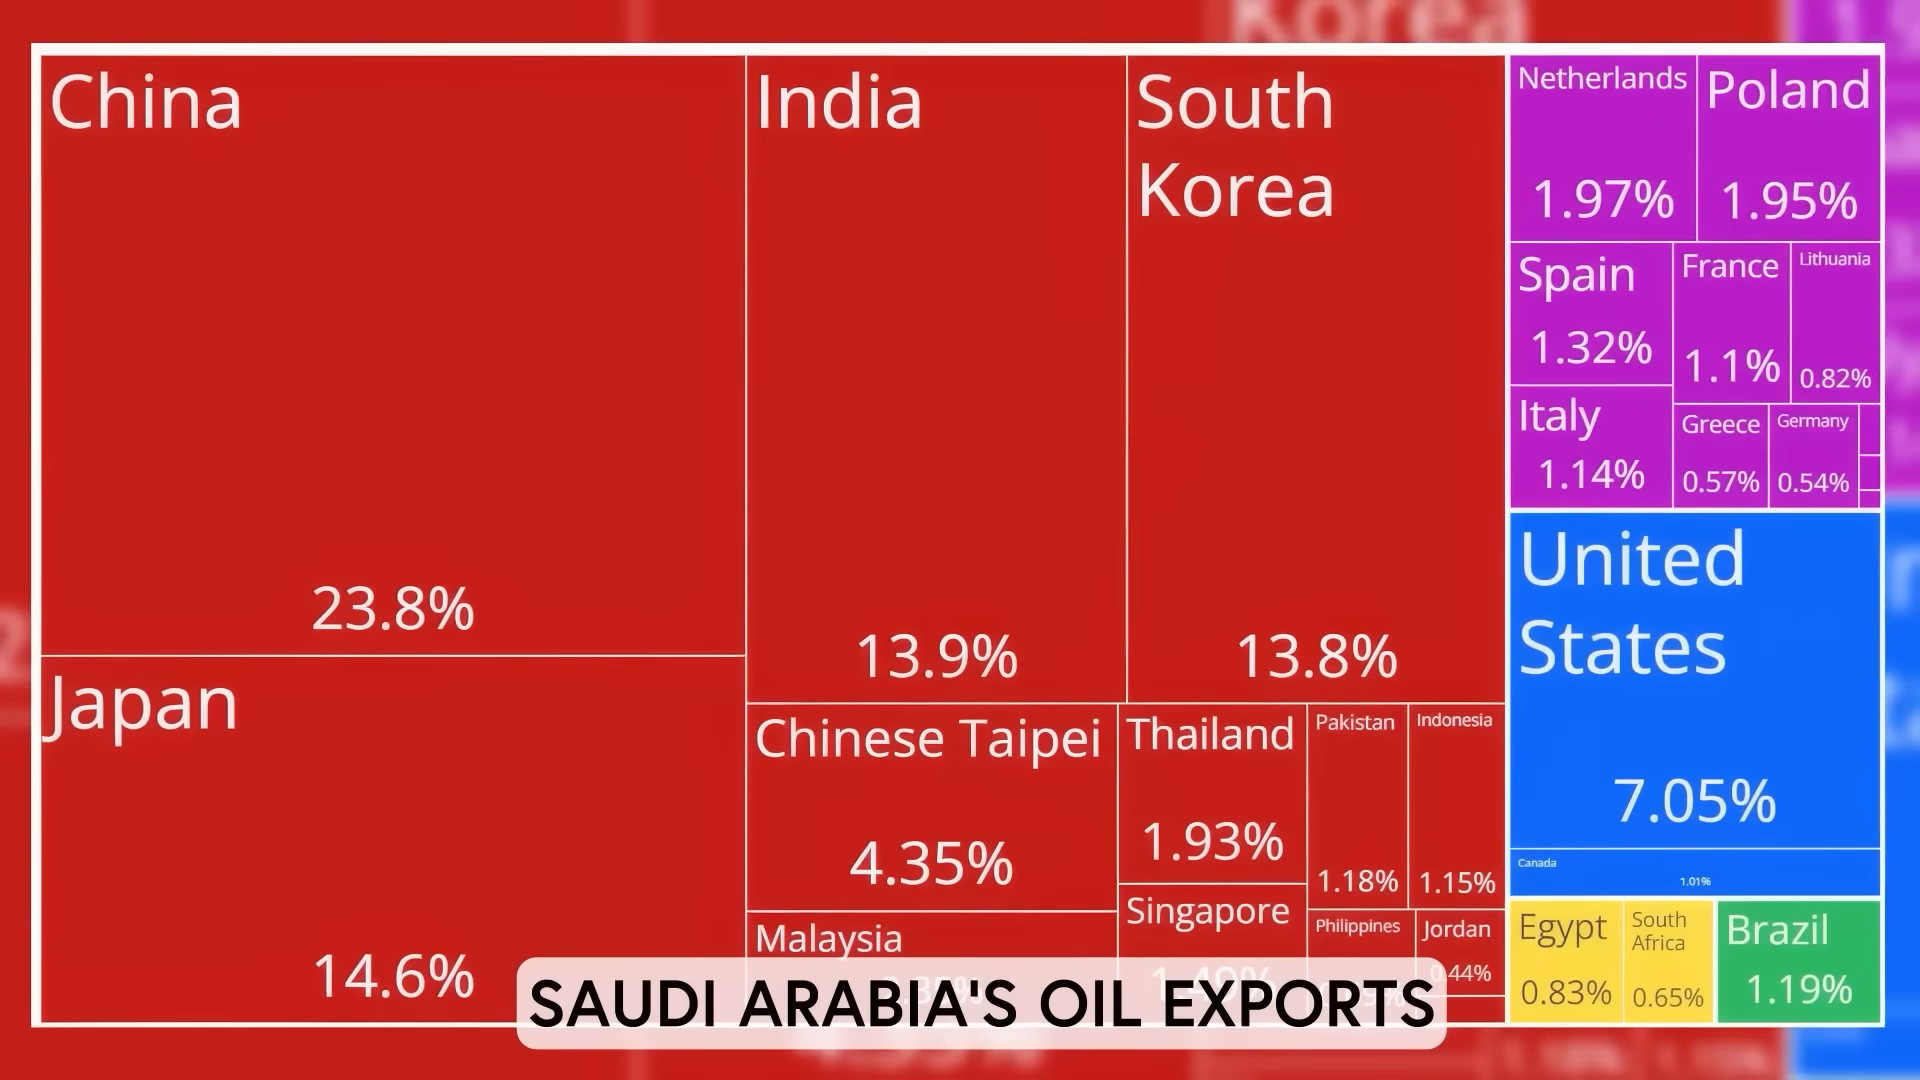 China
23.8%
Japan
14.6%
India
13.9%
South
Korea
13.8%
Chinese Taipei
4.35%
Malaysia
Thailand
1.93%
Singapore
Pakistan
1.18%
Indonesia
1.15%
Philippines
Jordan
0.44%
Netherlands
1.97%
Poland
1.95%
Spain
1.32%
France
1.1%
Lithuania
0.82%
Italy
1.14%
Greece
0.57%
Germany
0.54%
United
States
7.05%
Canada
1.01%
Egypt
0.83%
South
Africa
0.65%
Brazil
1.19%
SAUDI ARABIA'S OIL EXPORTS